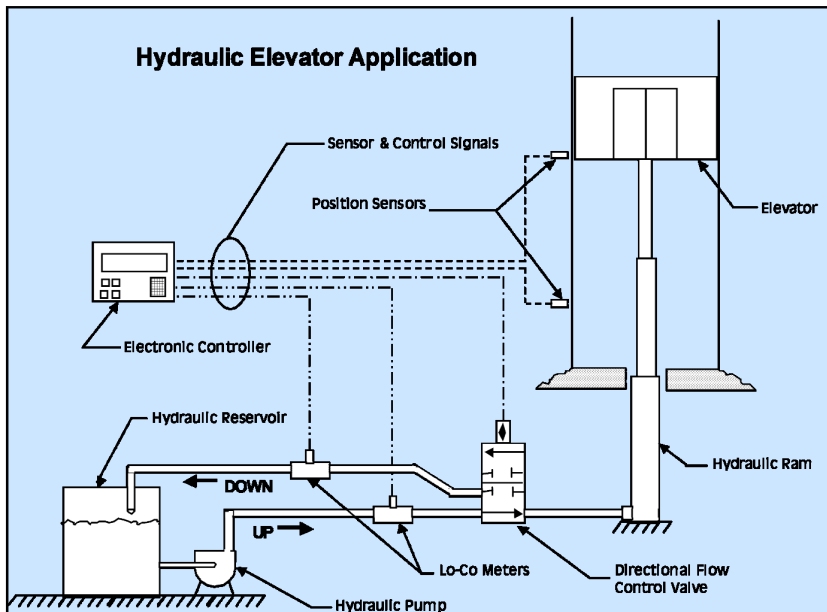 Hydraulic Elevator Application
Sensor & Control Signals
Position Sensors
Elevator
Electronic Controller
Hydraulic Reservoir
DOWN
Hydraulic Ram
UP
Lo-Co Meters
Directional Flow
Control Valve
Hydraulic Pump